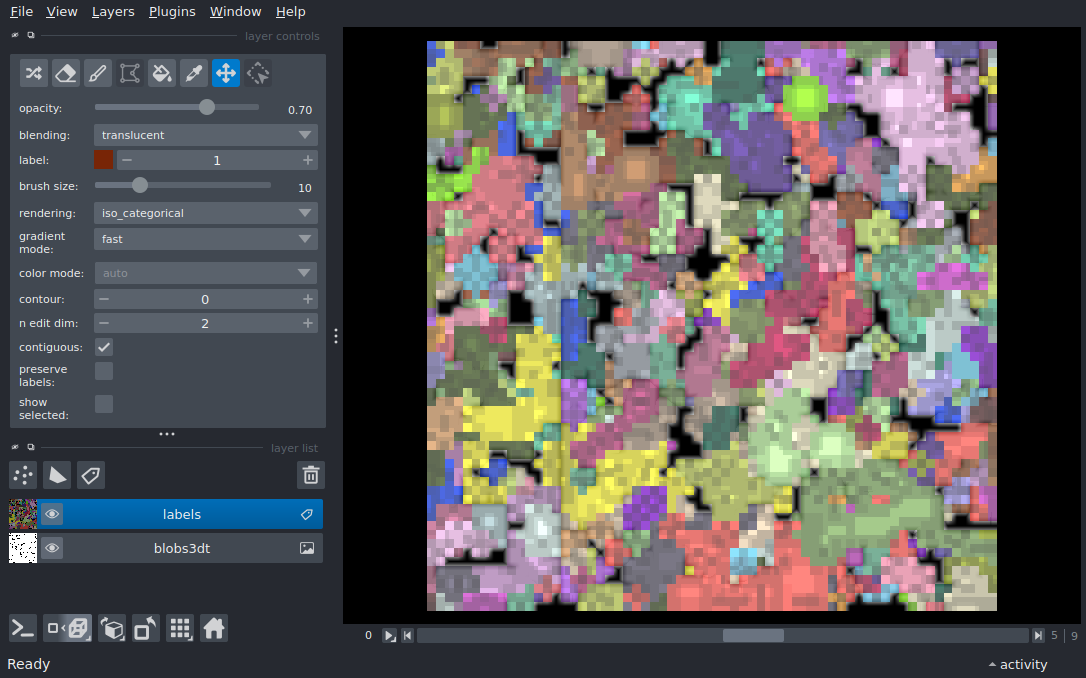 File View Layers Plugins Window Help
layer controls
opacity: 0.70
blending: translucent
label: 1
brush size: 10
rendering: iso_categorical
gradient
mode: fast
color mode: auto
contour: 0
n edit dim: 2
contiguous:
preserve
labels:
show
selected:
layer list
labels
blobs3dt
0 5 9
Ready activity